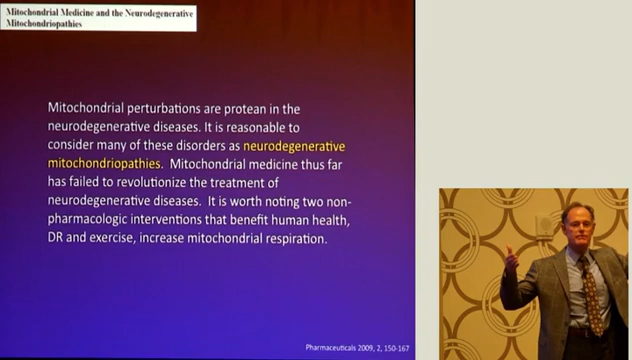 Mitochondrial Medicine and the Neurodegenerative
Mitochondriopathies
Mitochondrial perturbations are protean in the
neurodegenerative diseases. It is reasonable to
consider many of these disorders as neurodegenerative
mitochondriopathies. Mitochondrial medicine thus far
has failed to revolutionize the treatment of
neurodegenerative diseases. It is worth noting two non-
pharmacologic interventions that benefit human health,
DR and exercise, increase mitochondrial respiration.
Pharmaceuticals 2009, 2, 150-167